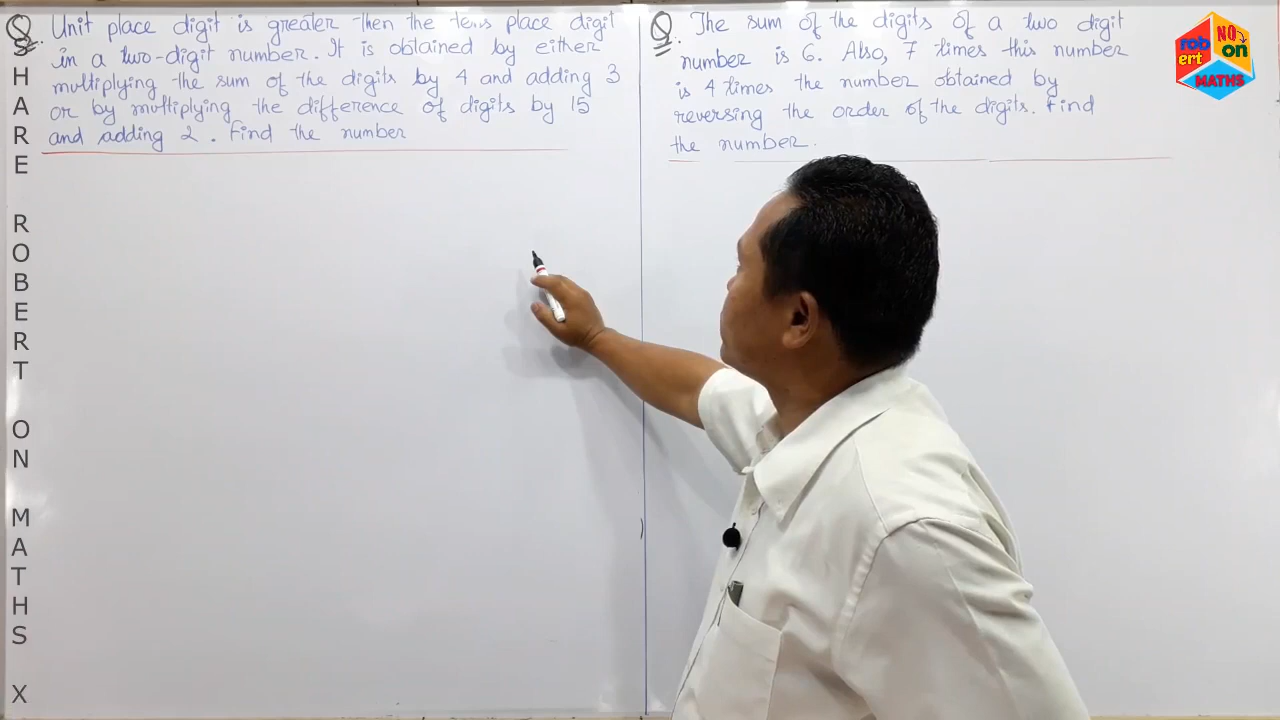 Q. Unit place digit is greater then the tens place digit
in a two-digit number. It is obtained by either
multiplying the sum of the digits by 4 and adding 3
or by multiplying the difference of digits by 15
and adding 2. Find the number
Q. The sum of the digits of a two digit
number is 6. Also, 7 times this number
is 4 times the number obtained by
reversing the order of the digits. Find
the number.
robert NO on MATHS
SHARE ROBERT ON MATHS X